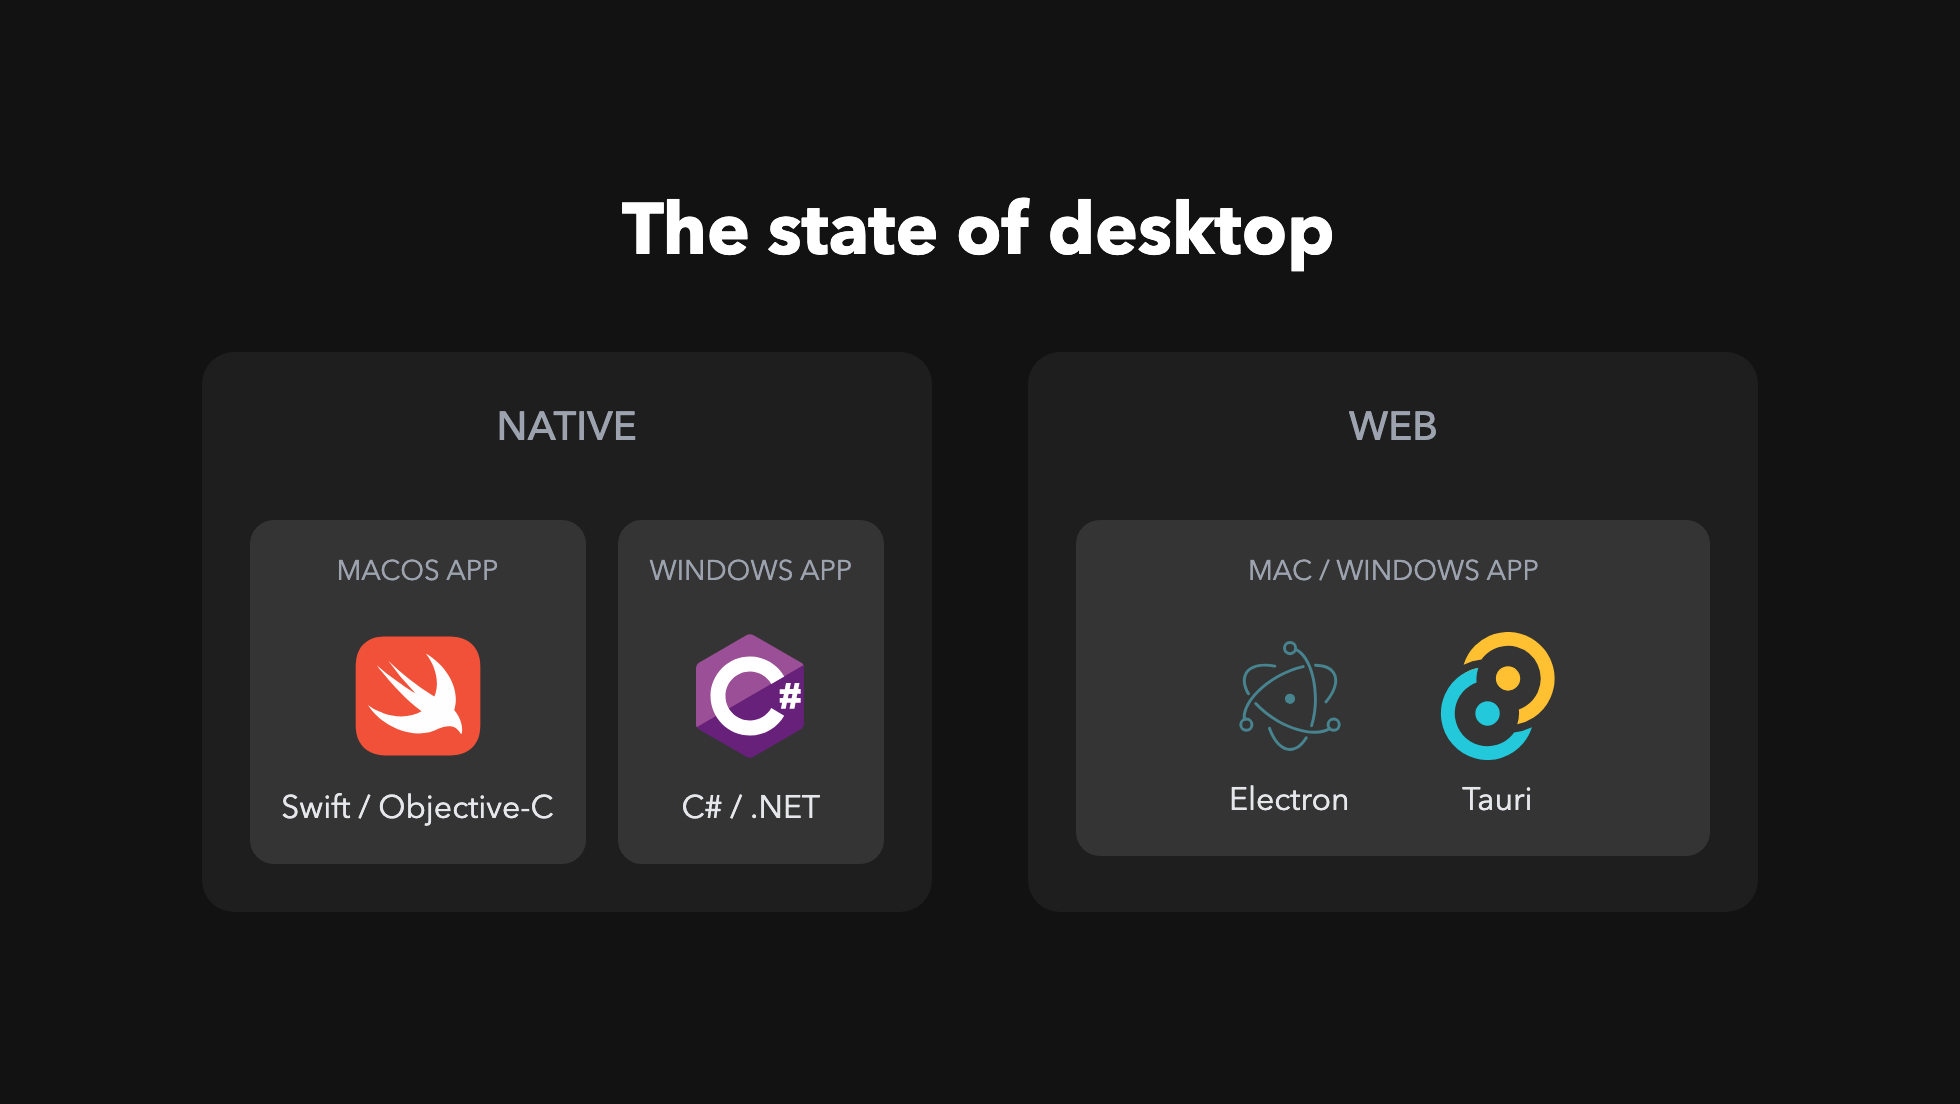 The state of desktop
NATIVE
MACOS APP
Swift / Objective-C
WINDOWS APP
C#
C# / .NET
WEB
MAC / WINDOWS APP
Electron
Tauri